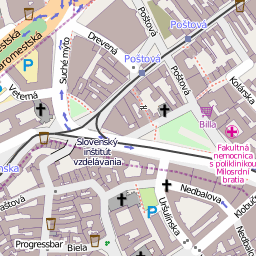 Poštová
Poštová
Drevená
Suché mýto
Poštová
Poštová
Kolárska
Veterná
Billa
Slovenský
inštitút
vzdelávania
Fakultná
nemocnica
s poliklinikou
Milosrdní
bratia
Nedbalova
Uršulínska
Progressbar
Biela